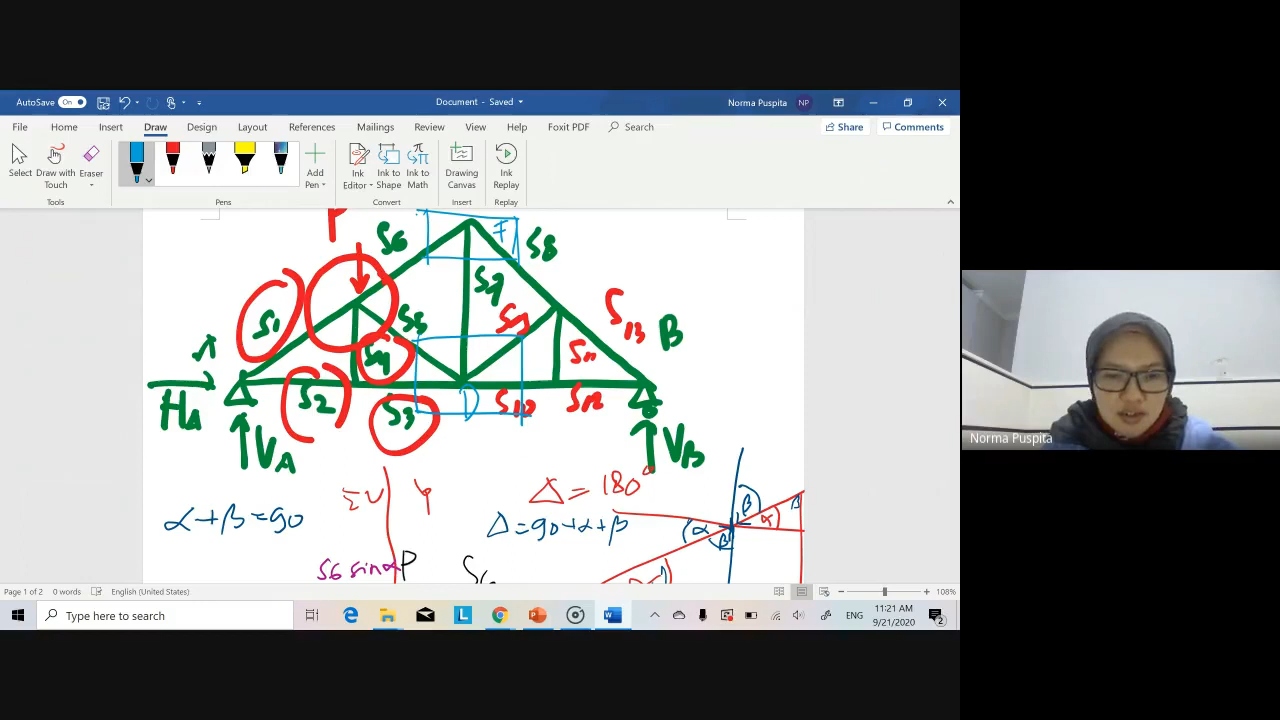 AutoSave On
Document - Saved
Norma Puspita NP
File Home Insert Draw Design Layout References Mailings Review View Help Foxit PDF Search
Share Comments
Select Draw with Touch Eraser Add Pen Ink Editor Ink to Shape Ink to Math Drawing Canvas Ink Replay
Tools Pens Convert Insert Replay
P
S6 F S8
S9
S1 S5 S13 B
S4
HA S2 S3 D S12
VA VB
ΣV
Δ = 180°
α+β=90
Δ=90+α+β
β α β α β
S6 sinα P S6
Page 1 of 2 0 words English (United States) 108%
Type here to search
ENG 11:21 AM 9/21/2020 2
Norma Puspita